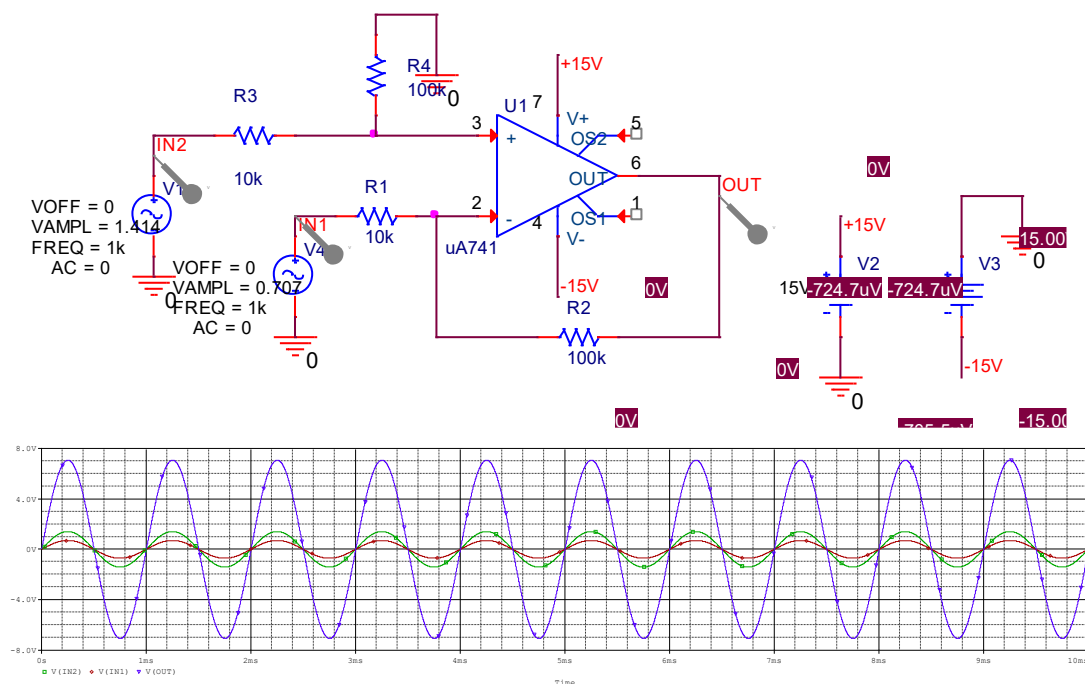 R4
100k
0
+15V
R3
U1
7
V+
5
OS2
3
+
IN2
6
OUT
OUT
0V
10k
V1
R1
2
-
OS1
1
4
V-
IN1
10k
uA741
V4
VOFF = 0
VAMPL = 1.414
FREQ = 1k
AC = 0
0
VOFF = 0
VAMPL = 0.707
FREQ = 1k
AC = 0
0
-15V
0V
R2
100k
+15V
V2
15V
-724.7uV
-724.7uV
V3
15.00
0
0V
-15V
0
0V
-15.00
8.0V
4.0V
0V
-4.0V
-8.0V
0s
1ms
2ms
3ms
4ms
5ms
6ms
7ms
8ms
9ms
10ms
V(IN2)
V(IN1)
V(OUT)
Time